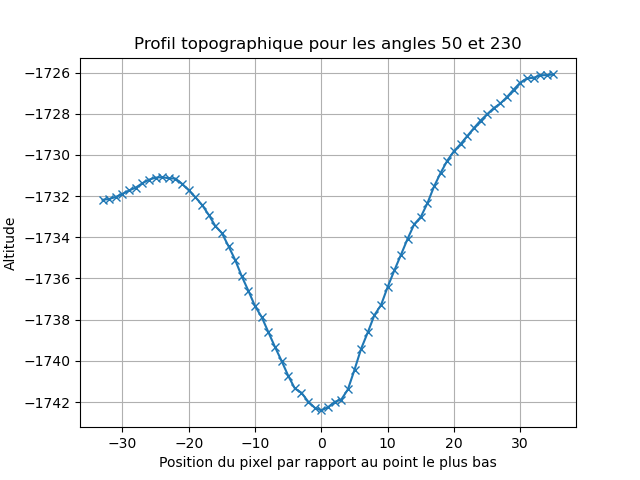 Profil topographique pour les angles 50 et 230
−1726
−1728
−1730
−1732
−1734
−1736
−1738
−1740
−1742
Altitude
−30 −20 −10 0 10 20 30
Position du pixel par rapport au point le plus bas